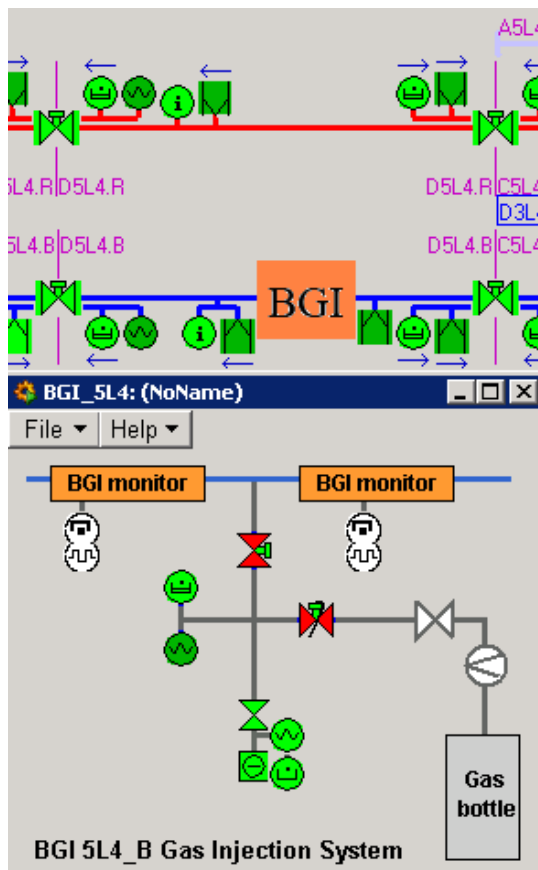 A5L4
5L4.R D5L4.R D5L4.R C5L4
D3L4
5L4.B D5L4.B D5L4.B C5L4
BGI
BGI_5L4: (NoName)
File Help
BGI monitor BGI monitor
Gas
bottle
BGI 5L4_B Gas Injection System